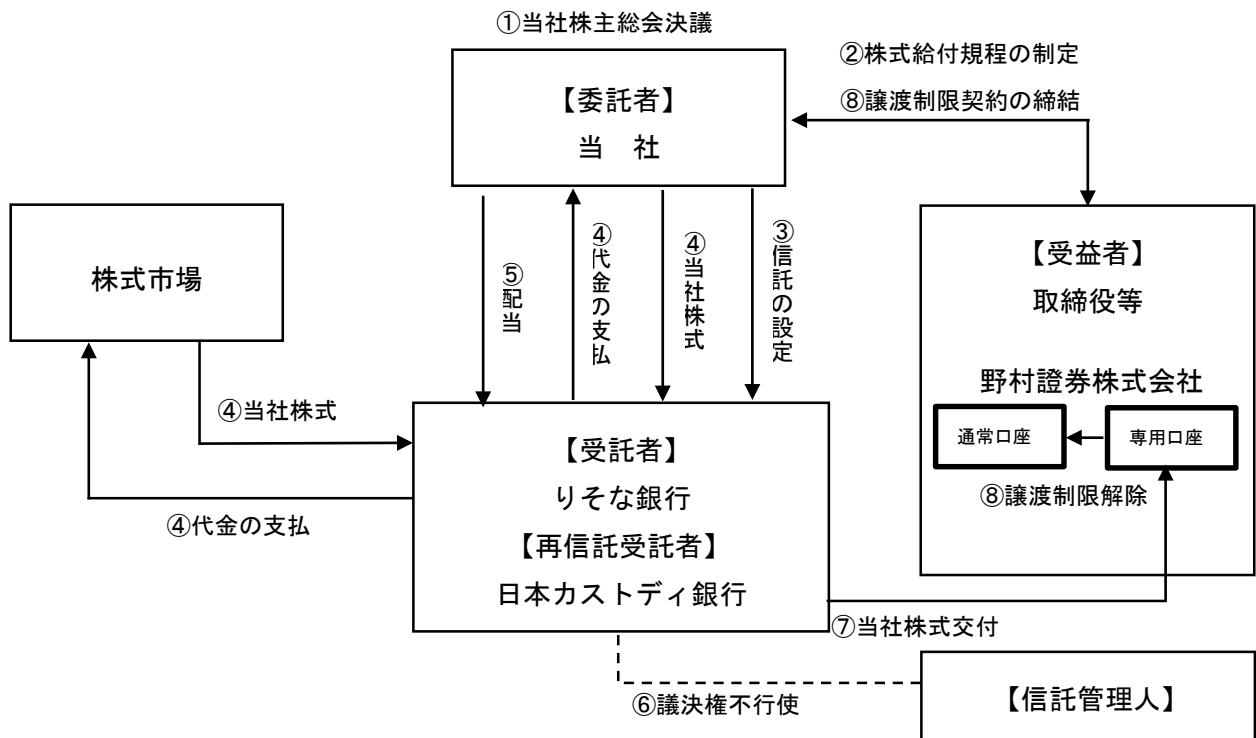 ①当社株主総会決議
②株式給付規程の制定
⑧譲渡制限契約の締結
【委託者】
当　社
株式市場
⑤配当
④代金の支払
④当社株式
③信託の設定
【受益者】
取締役等
野村證券株式会社
通常口座
専用口座
⑧譲渡制限解除
④当社株式
④代金の支払
【受託者】
りそな銀行
【再信託受託者】
日本カストディ銀行
⑦当社株式交付
⑥議決権不行使
【信託管理人】